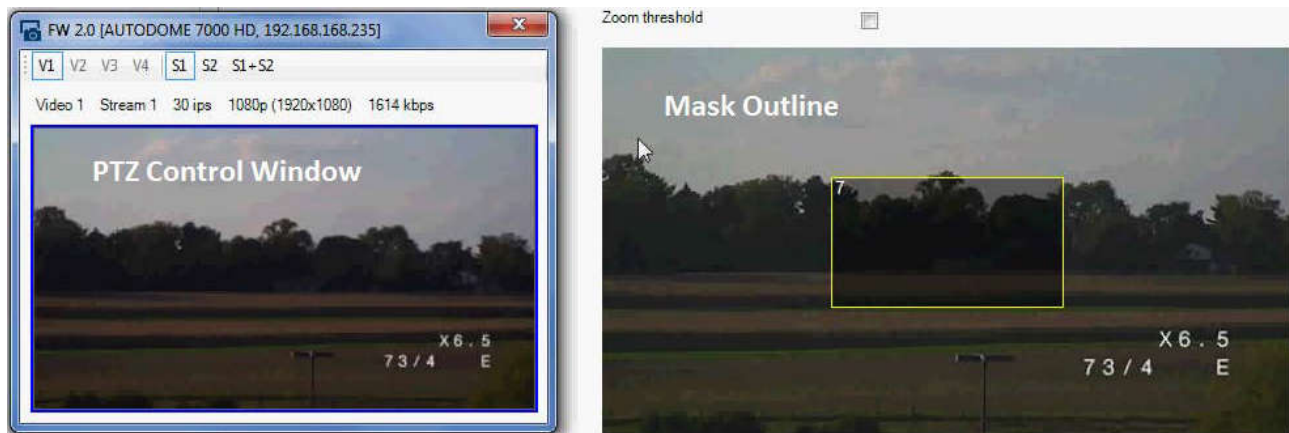 FW 2.0 [AUTODOME 7000 HD, 192.168.168.235]
V1 V2 V3 V4 S1 S2 S1+S2
Video 1 Stream 1 30 ips 1080p (1920x1080) 1614 kbps
PTZ Control Window
X6.5
73/4 E
Zoom threshold
Mask Outline
7
X6.5
73/4 E